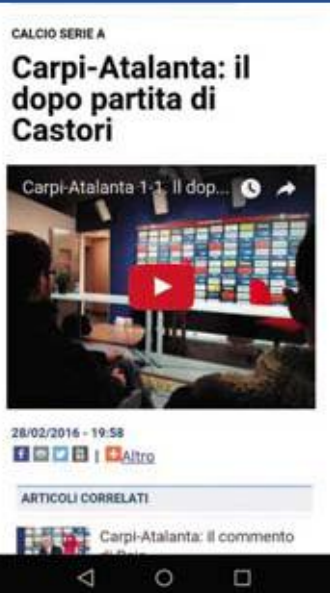 CALCIO SERIE A
Carpi-Atalanta: il
dopo partita di
Castori
Carpi-Atalanta 1-1. Il dop...
28/02/2016 - 19:58
| Altro
ARTICOLI CORRELATI
Carpi-Atalanta: il commento
di